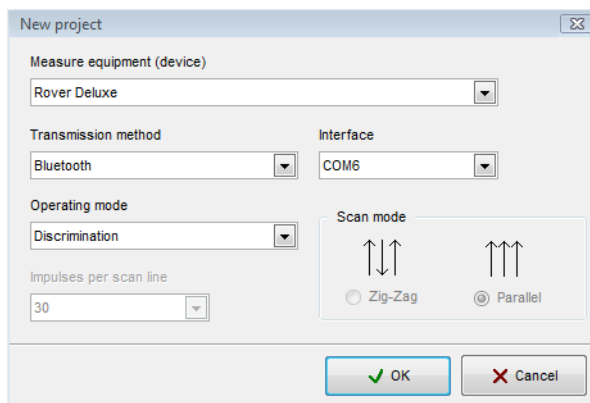 New project
Measure equipment (device)
Rover Deluxe
Transmission method
Interface
Bluetooth
COM6
Operating mode
Scan mode
Discrimination
Impulses per scan line
Zig-Zag
Parallel
30
OK
Cancel